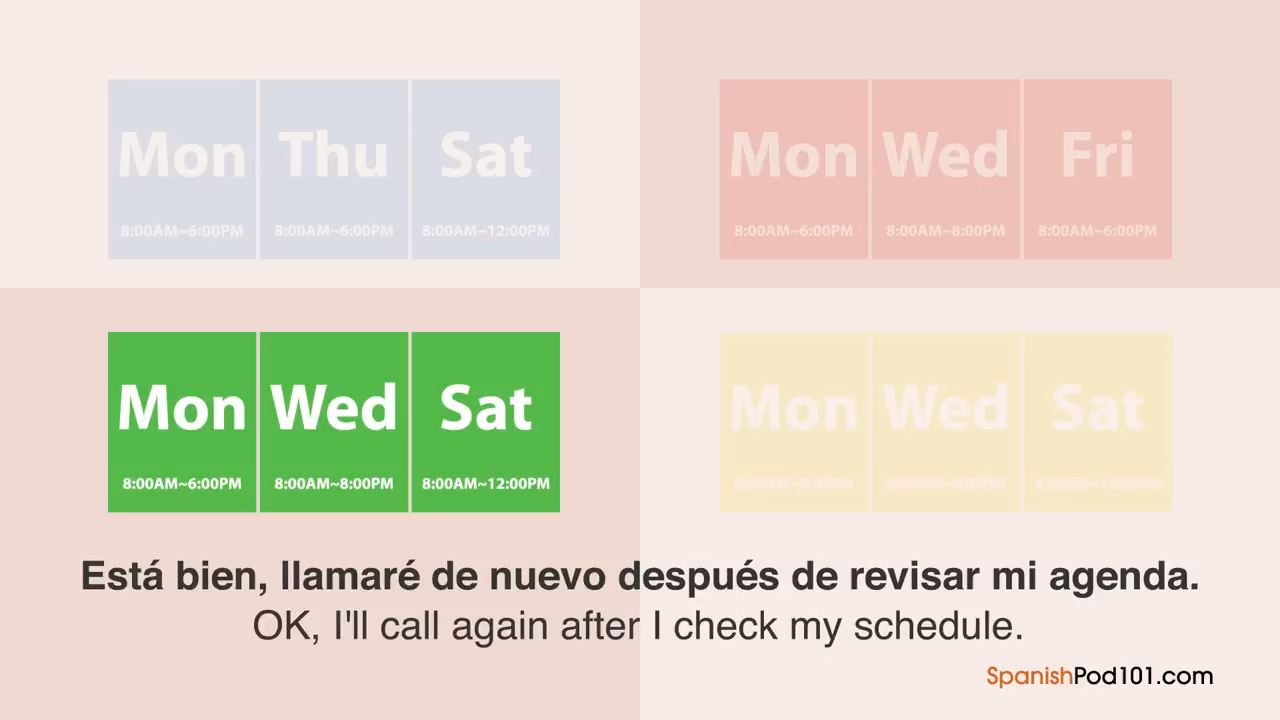 Mon Thu Sat
8:00AM~6:00PM 8:00AM~6:00PM 8:00AM~12:00PM
Mon Wed Fri
8:00AM~6:00PM 8:00AM~8:00PM 8:00AM~6:00PM
Mon Wed Sat
8:00AM~6:00PM 8:00AM~8:00PM 8:00AM~12:00PM
Mon Wed Sat
Está bien, llamaré de nuevo después de revisar mi agenda.
OK, I'll call again after I check my schedule.
SpanishPod101.com